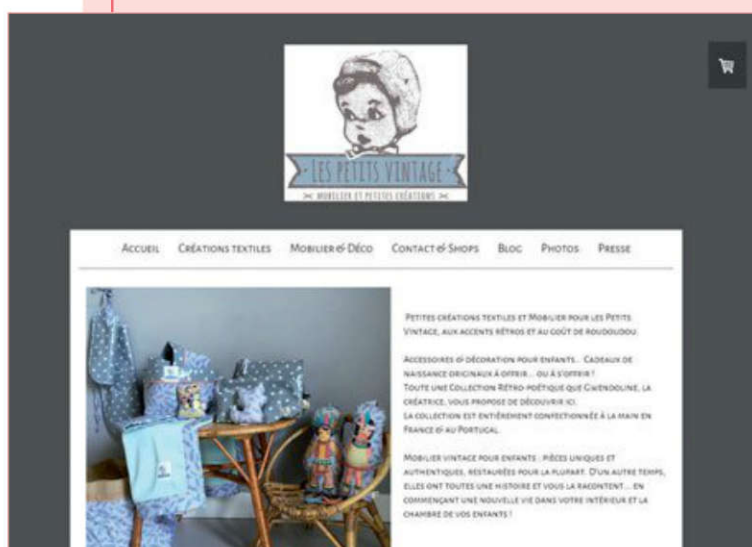 · LES PETITS VINTAGE ·
MOBILIER ET PETITES CRÉATIONS
ACCUEIL CRÉATIONS TEXTILES MOBILIER & DÉCO CONTACT & SHOPS BLOG PHOTOS PRESSE
PETITES CRÉATIONS TEXTILES ET MOBILIER POUR LES PETITS
VINTAGE, AUX ACCENTS RÉTROS ET AU GOÛT DE ROUDOUDOU.
ACCESSOIRES & DÉCORATION POUR ENFANTS... CADEAUX DE
NAISSANCE ORIGINAUX À OFFRIR... OU À S'OFFRIR !
TOUTE UNE COLLECTION RÉTRO-POÉTIQUE QUE GWENDOLINE, LA
CRÉATRICE, VOUS PROPOSE DE DÉCOUVRIR ICI.
LA COLLECTION EST ENTIÈREMENT CONFECTIONNÉE À LA MAIN EN
FRANCE & AU PORTUGAL.
MOBILIER VINTAGE POUR ENFANTS : PIÈCES UNIQUES ET
AUTHENTIQUES, RESTAURÉES POUR LA PLUPART. D'UN AUTRE TEMPS,
ELLES ONT TOUTES UNE HISTOIRE ET VOUS LA RACONTENT... EN
COMMENÇANT UNE NOUVELLE VIE DANS VOTRE INTÉRIEUR ET LA
CHAMBRE DE VOS ENFANTS !